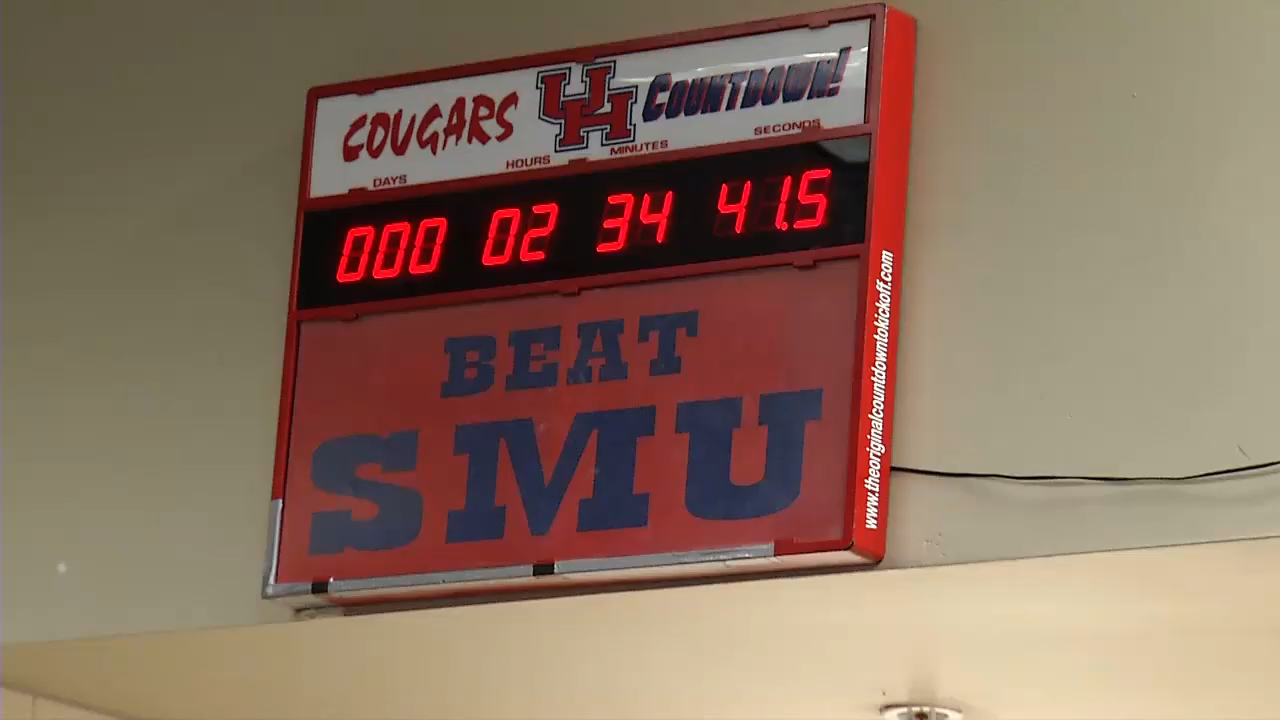 COUGARS UH COUNTDOWN!
DAYS HOURS MINUTES SECONDS
000 02 34 41.5
BEAT
SMU
www.theoriginalcountdowntokickoff.com